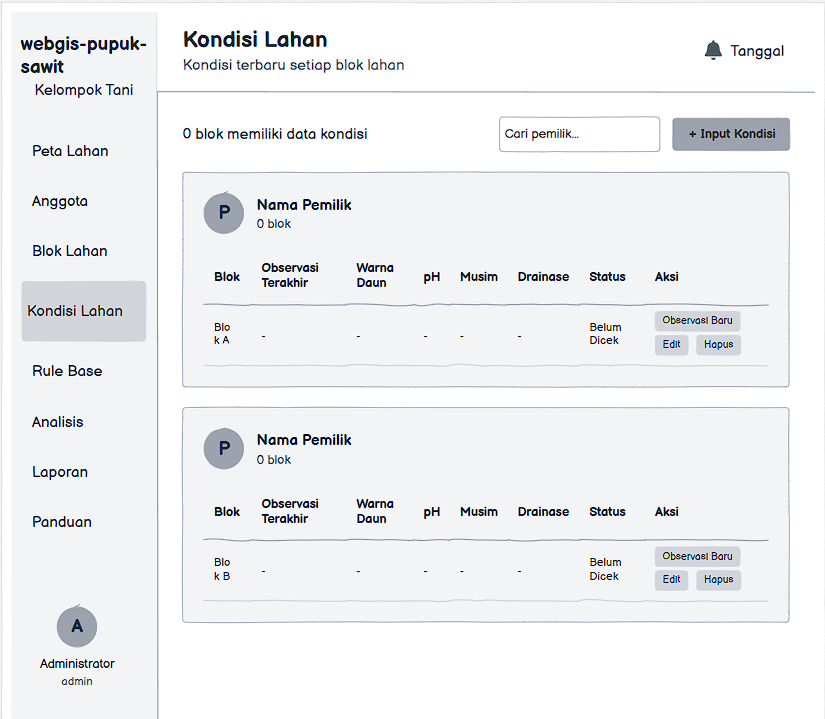 webgis-pupuk-
sawit
Kelompok Tani
Peta Lahan
Anggota
Blok Lahan
Kondisi Lahan
Rule Base
Analisis
Laporan
Panduan
A
Administrator
admin
Kondisi Lahan
Kondisi terbaru setiap blok lahan
Tanggal
0 blok memiliki data kondisi
Cari pemilik...
+ Input Kondisi
P
Nama Pemilik
0 blok
Blok Observasi Terakhir Warna Daun pH Musim Drainase Status Aksi
Blo
k A
- - - - - Belum Dicek
Observasi Baru
Edit Hapus
P
Nama Pemilik
0 blok
Blok Observasi Terakhir Warna Daun pH Musim Drainase Status Aksi
Blo
k B
- - - - - Belum Dicek
Observasi Baru
Edit Hapus